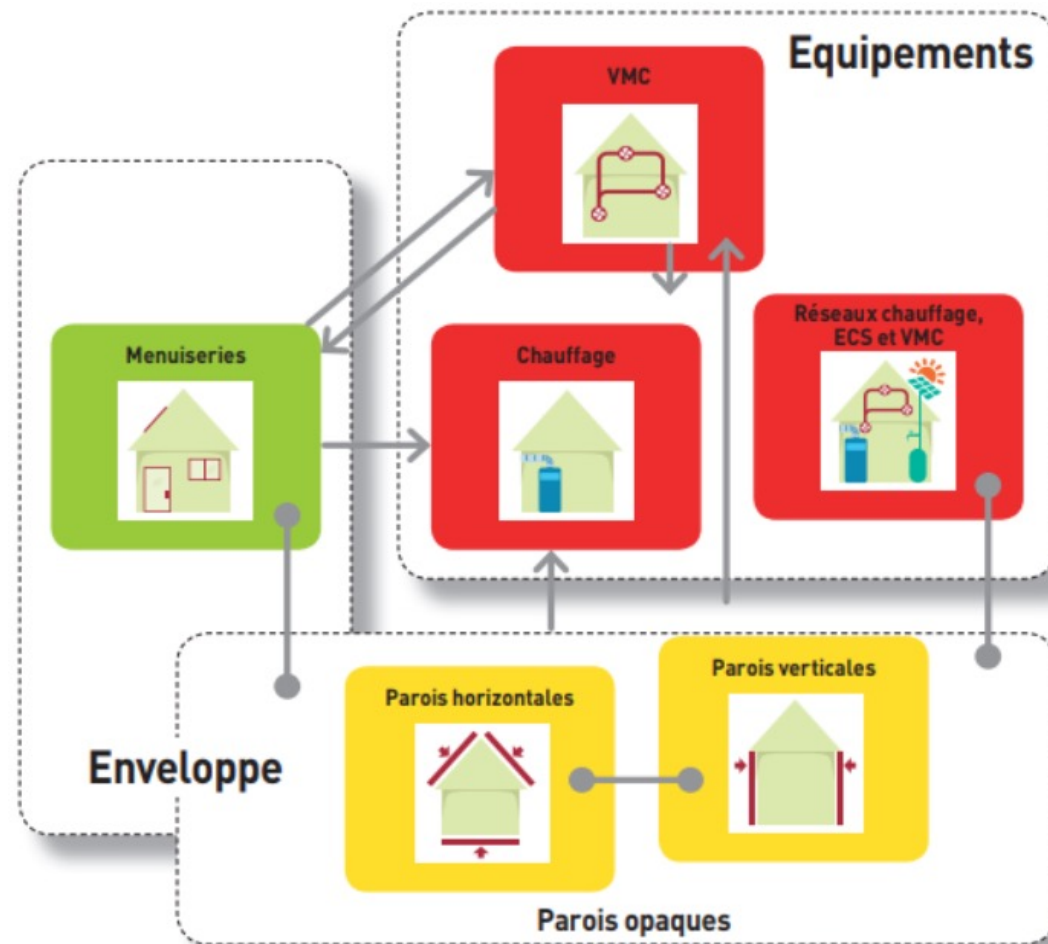 Equipements
VMC
Menuiseries
Chauffage
Réseaux chauffage,
ECS et VMC
Parois horizontales
Parois verticales
Enveloppe
Parois opaques